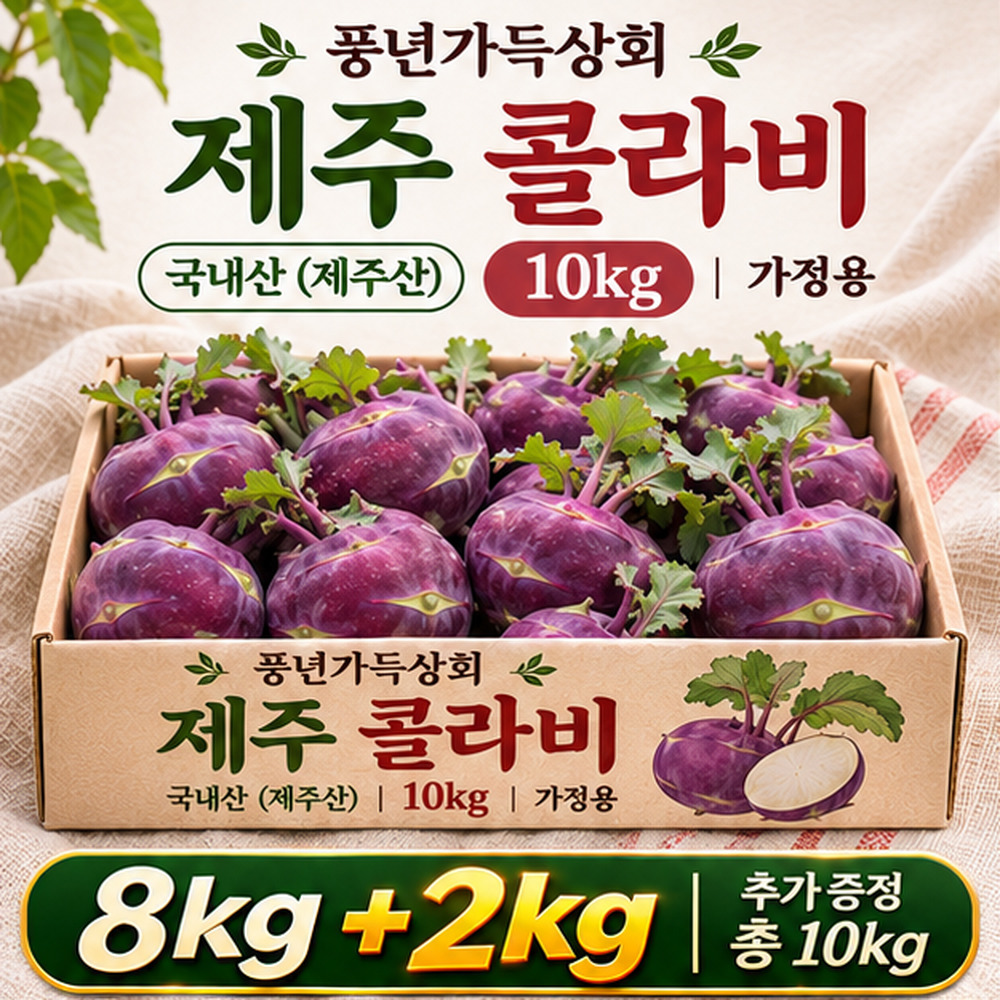 풍년가득상회
제주 콜라비
국내산 (제주산) 10kg | 가정용
풍년가득상회
제주 콜라비
국내산 (제주산) | 10kg | 가정용
8kg +2kg
추가 증정
총 10kg